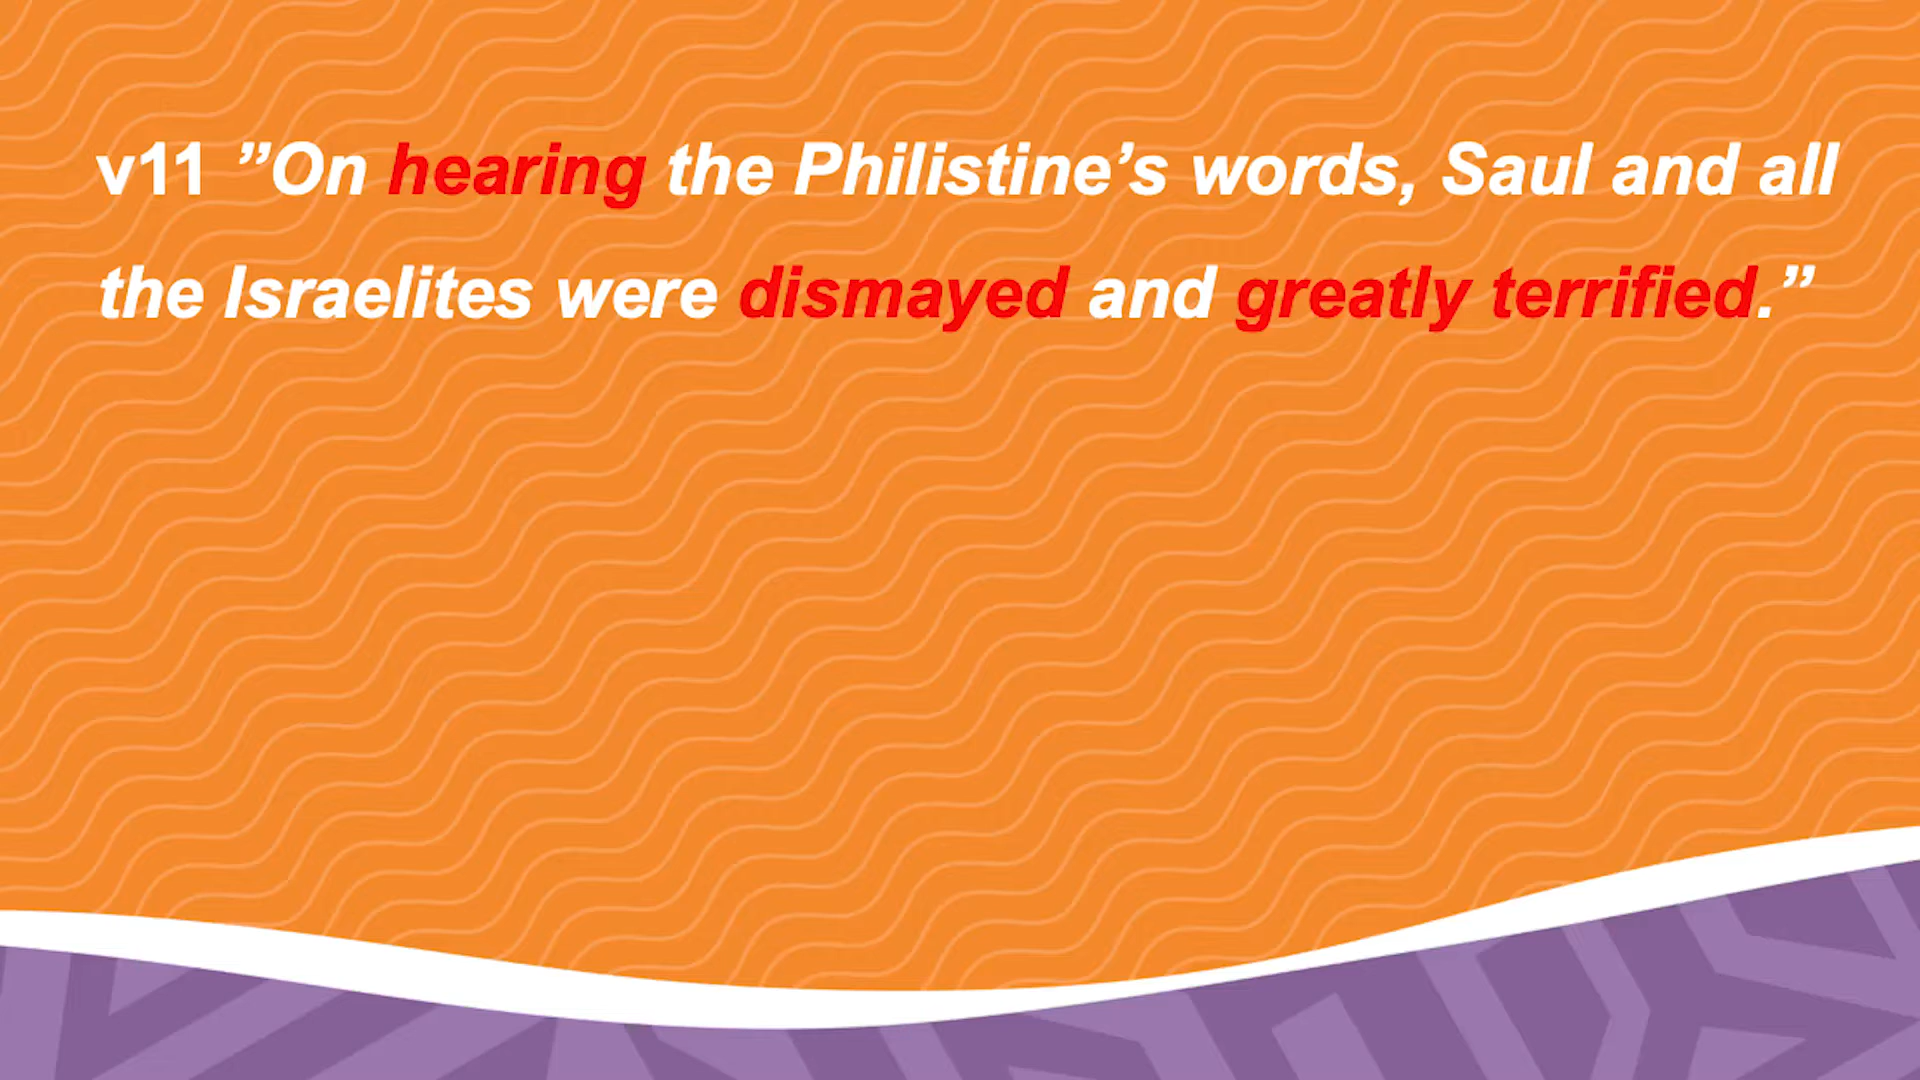 v11 ”On hearing the Philistine’s words, Saul and all
the Israelites were dismayed and greatly terrified.”